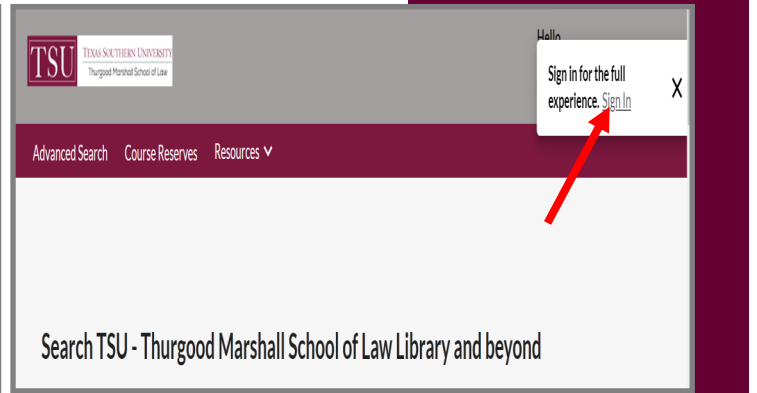 TSU
TEXAS SOUTHERN UNIVERSITY
Thurgood Marshall School of Law
Hello
Sign in for the full
experience. Sign In
X
Advanced Search Course Reserves Resources
Search TSU - Thurgood Marshall School of Law Library and beyond